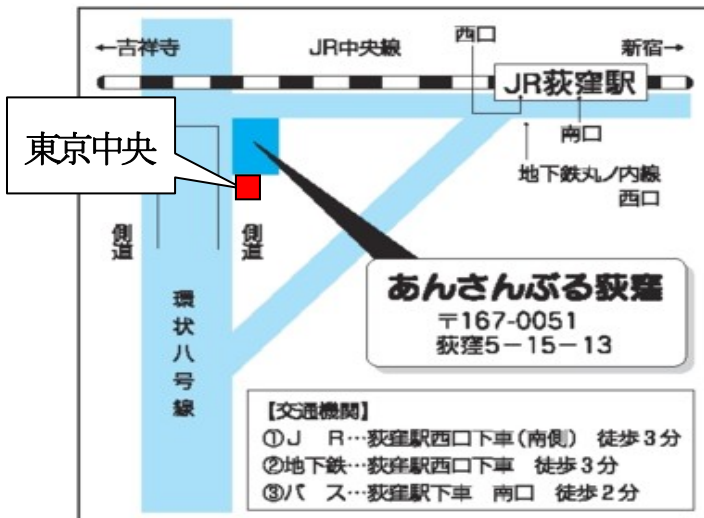 ←吉祥寺
JR中央線
西口
新宿→
JR荻窪駅
南口
地下鉄丸ノ内線
西口
東京中央
側道
側道
環状八号線
あんさんぶる荻窪
〒167-0051
荻窪5－15－13
【交通機関】
①J R…荻窪駅西口下車(南側) 徒歩3分
②地下鉄…荻窪駅西口下車 徒歩3分
③バ ス…荻窪駅下車 南口 徒歩2分